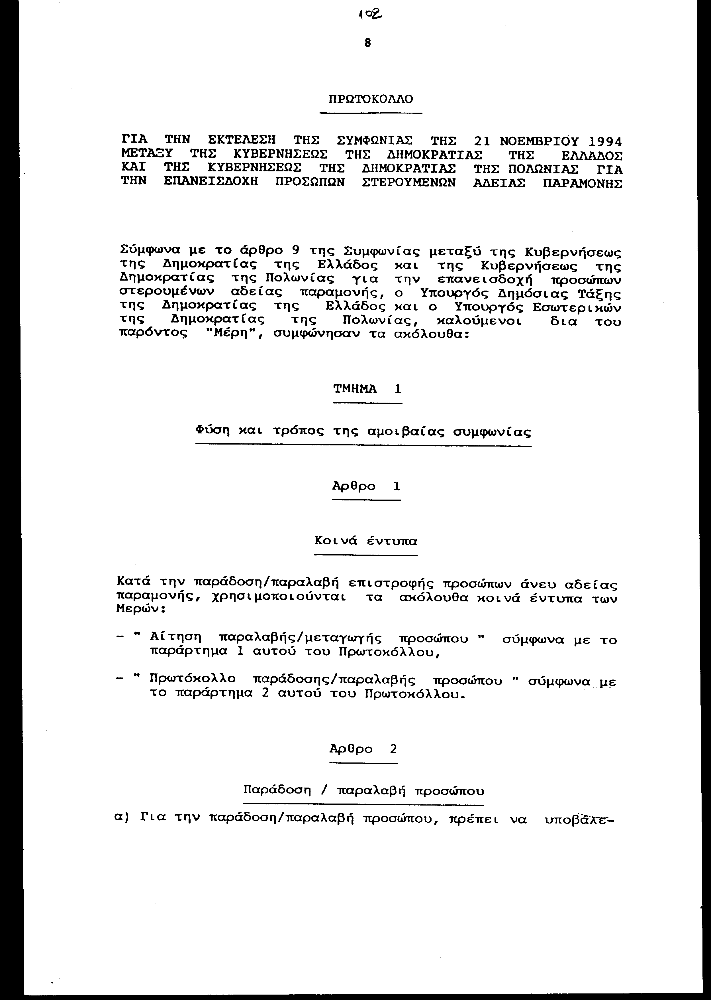 102
8
ΠΡΩΤΟΚΟΛΛΟ
ΓΙΑ ΤΗΝ ΕΚΤΕΛΕΣΗ ΤΗΣ ΣΥΜΦΩΝΙΑΣ ΤΗΣ 21 ΝΟΕΜΒΡΙΟΥ 1994
ΜΕΤΑΞΥ ΤΗΣ ΚΥΒΕΡΝΗΣΕΩΣ ΤΗΣ ΔΗΜΟΚΡΑΤΙΑΣ ΤΗΣ ΕΛΛΑΔΟΣ
ΚΑΙ ΤΗΣ ΚΥΒΕΡΝΗΣΕΩΣ ΤΗΣ ΔΗΜΟΚΡΑΤΙΑΣ ΤΗΣ ΠΟΛΩΝΙΑΣ ΓΙΑ
ΤΗΝ ΕΠΑΝΕΙΣΔΟΧΗ ΠΡΟΣΩΠΩΝ ΣΤΕΡΟΥΜΕΝΩΝ ΑΔΕΙΑΣ ΠΑΡΑΜΟΝΗΣ
Σύμφωνα με το άρθρο 9 της Συμφωνίας μεταξύ της Κυβερνήσεως
της Δημοκρατίας της Ελλάδος και της Κυβερνήσεως της
Δημοκρατίας της Πολωνίας για την επανεισδοχή προσώπων
στερουμένων αδείας παραμονής, ο Υπουργός Δημόσιας Τάξης
της Δημοκρατίας της Ελλάδος και ο Υπουργός Εσωτερικών
της Δημοκρατίας της Πολωνίας, καλούμενοι δια του
παρόντος "Μέρη", συμφώνησαν τα ακόλουθα:
ΤΜΗΜΑ 1
Φύση και τρόπος της αμοιβαίας συμφωνίας
Αρθρο 1
Κοινά έντυπα
Κατά την παράδοση/παραλαβή επιστροφής προσώπων άνευ αδείας
παραμονής, χρησιμοποιούνται τα ακόλουθα κοινά έντυπα των
Μερών:
- " Αίτηση παραλαβής/μεταγωγής προσώπου " σύμφωνα με το
παράρτημα 1 αυτού του Πρωτοκόλλου,
- " Πρωτόκολλο παράδοσης/παραλαβής προσώπου " σύμφωνα με
το παράρτημα 2 αυτού του Πρωτοκόλλου.
Αρθρο 2
Παράδοση / παραλαβή προσώπου
α) Για την παράδοση/παραλαβή προσώπου, πρέπει να υποβάλε-